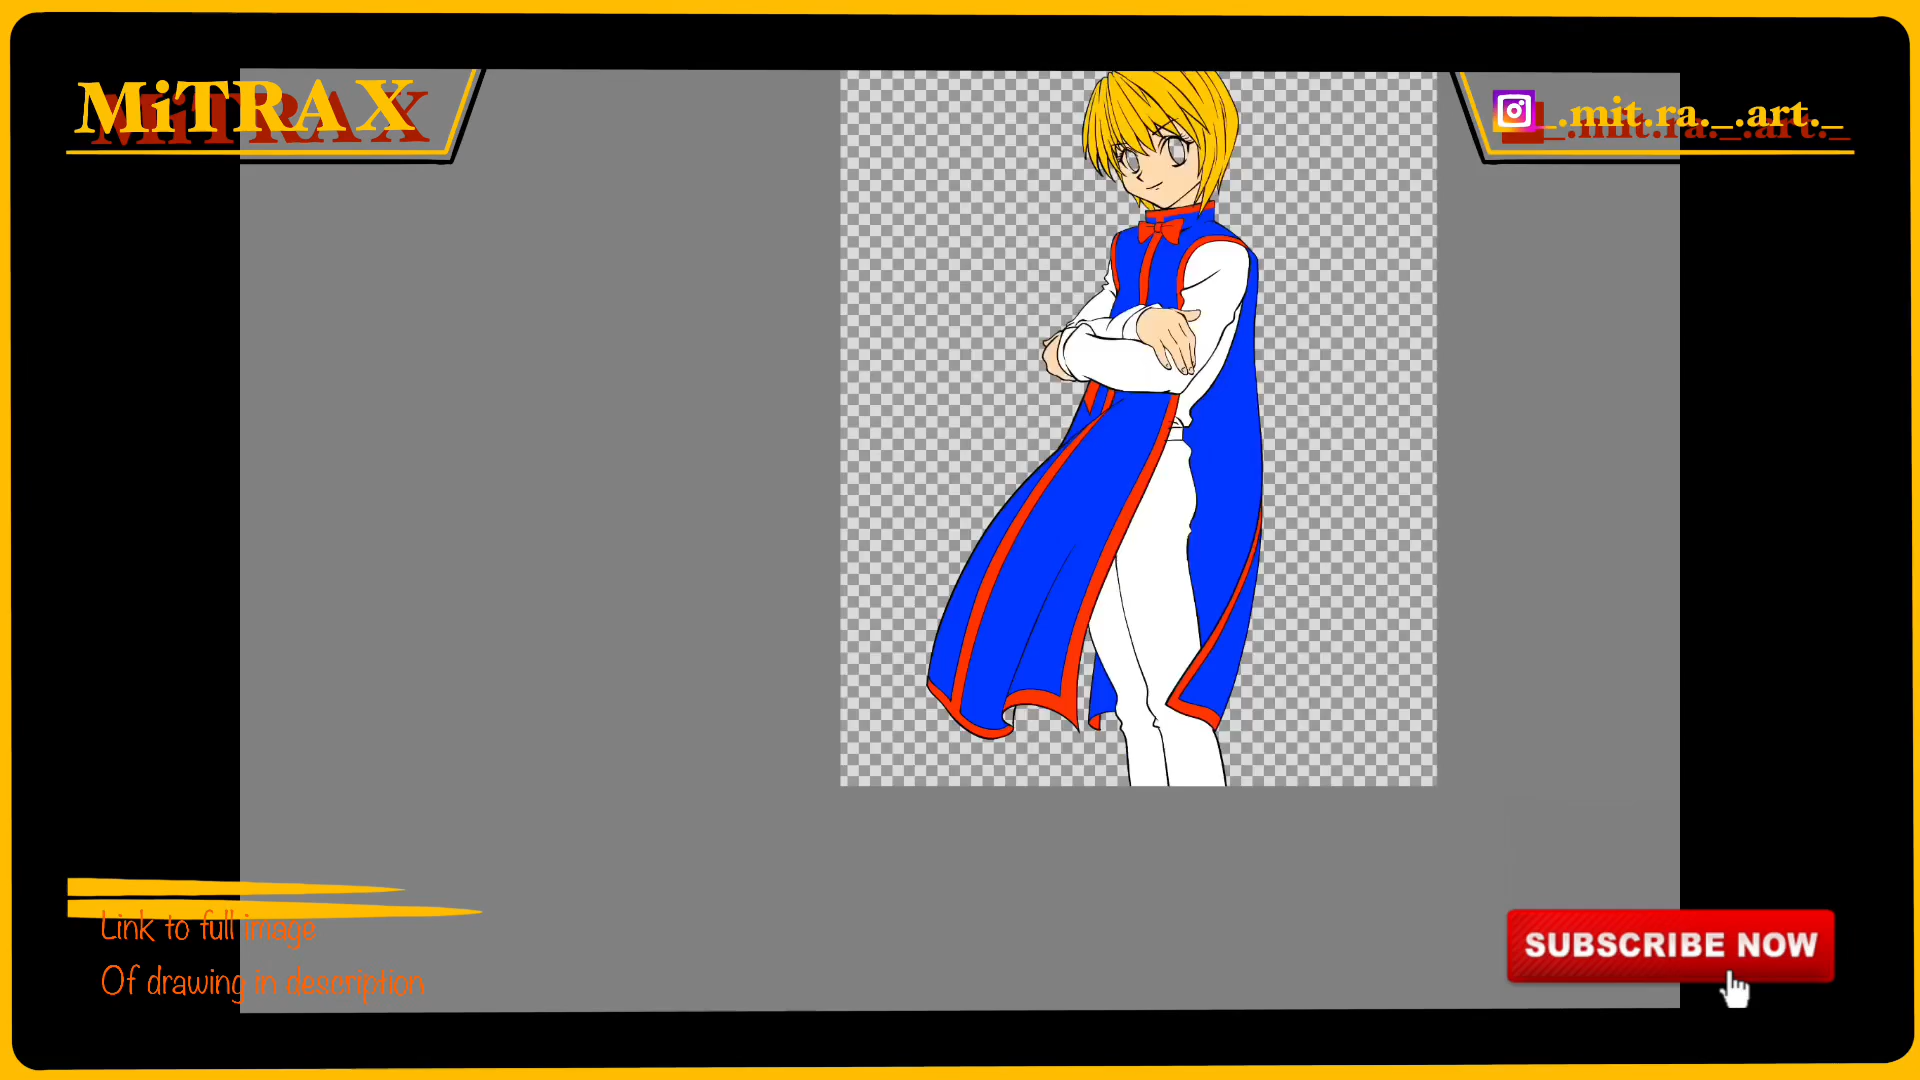 MiTRAX
_.mit.ra._.art._
Link to full image
Of drawing in description
SUBSCRIBE NOW